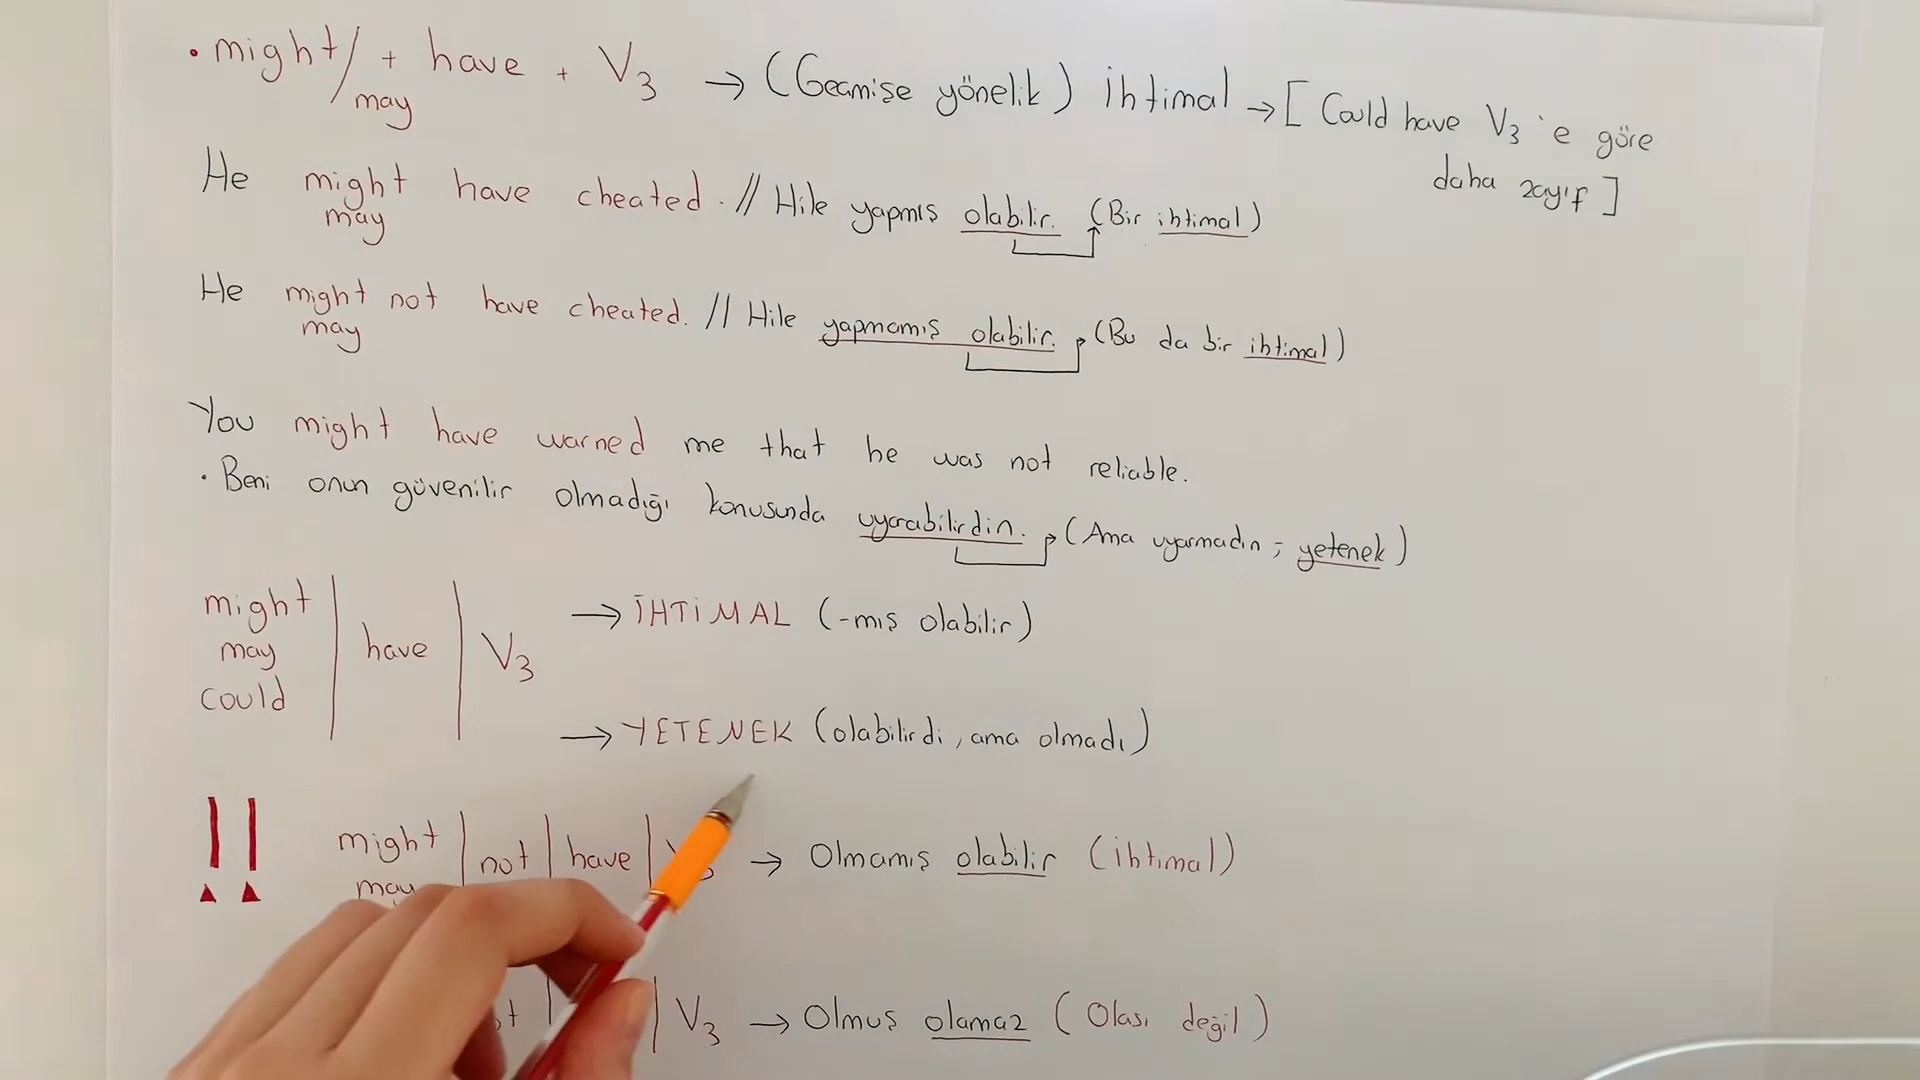 • might/ + have + V3 → (Geçmişe yönelik) ihtimal → [ Could have V3 'e göre
may
daha zayıf ]
He might have cheated. // Hile yapmış olabilir. (Bir ihtimal)
may
He might not have cheated. // Hile yapmamış olabilir. (Bu da bir ihtimal)
may
You might have warned me that he was not reliable.
• Beni onun güvenilir olmadığı konusunda uyarabilirdin. (Ama uyarmadın ; yetenek)
might
may
could
have
V3
→ İHTİMAL (-mış olabilir)
→ YETENEK (olabilirdi, ama olmadı)
!! might | not | have | → Olmamış olabilir (ihtimal)
may
| V3 → Olmuş olamaz (Olası değil)